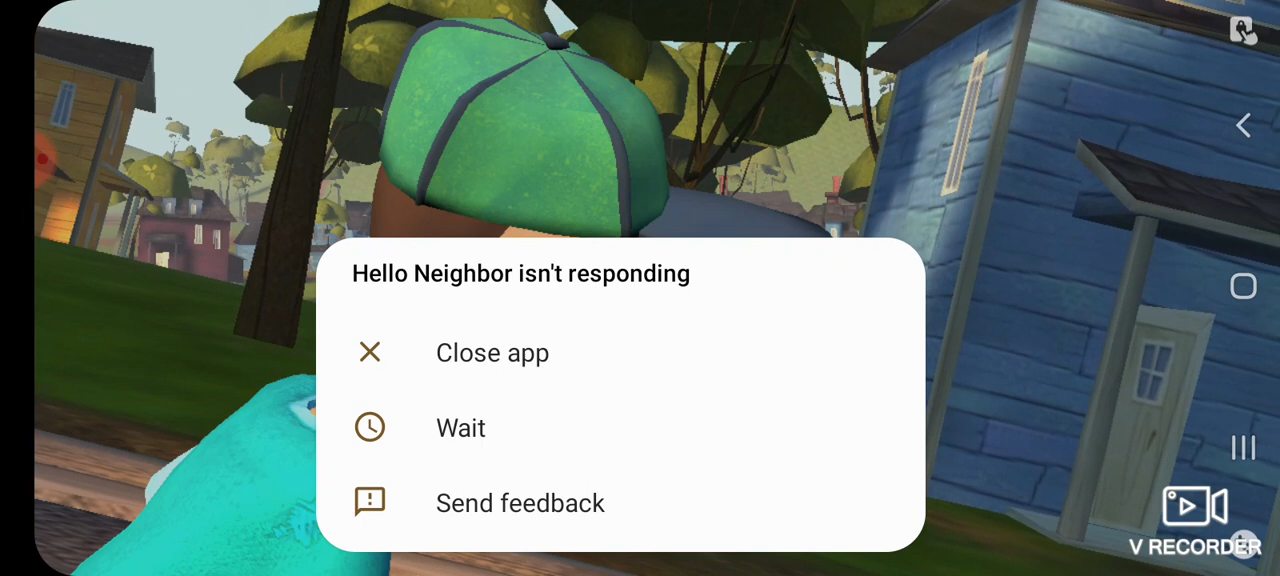 Hello Neighbor isn't responding
Close app
Wait
Send feedback
V RECORDER